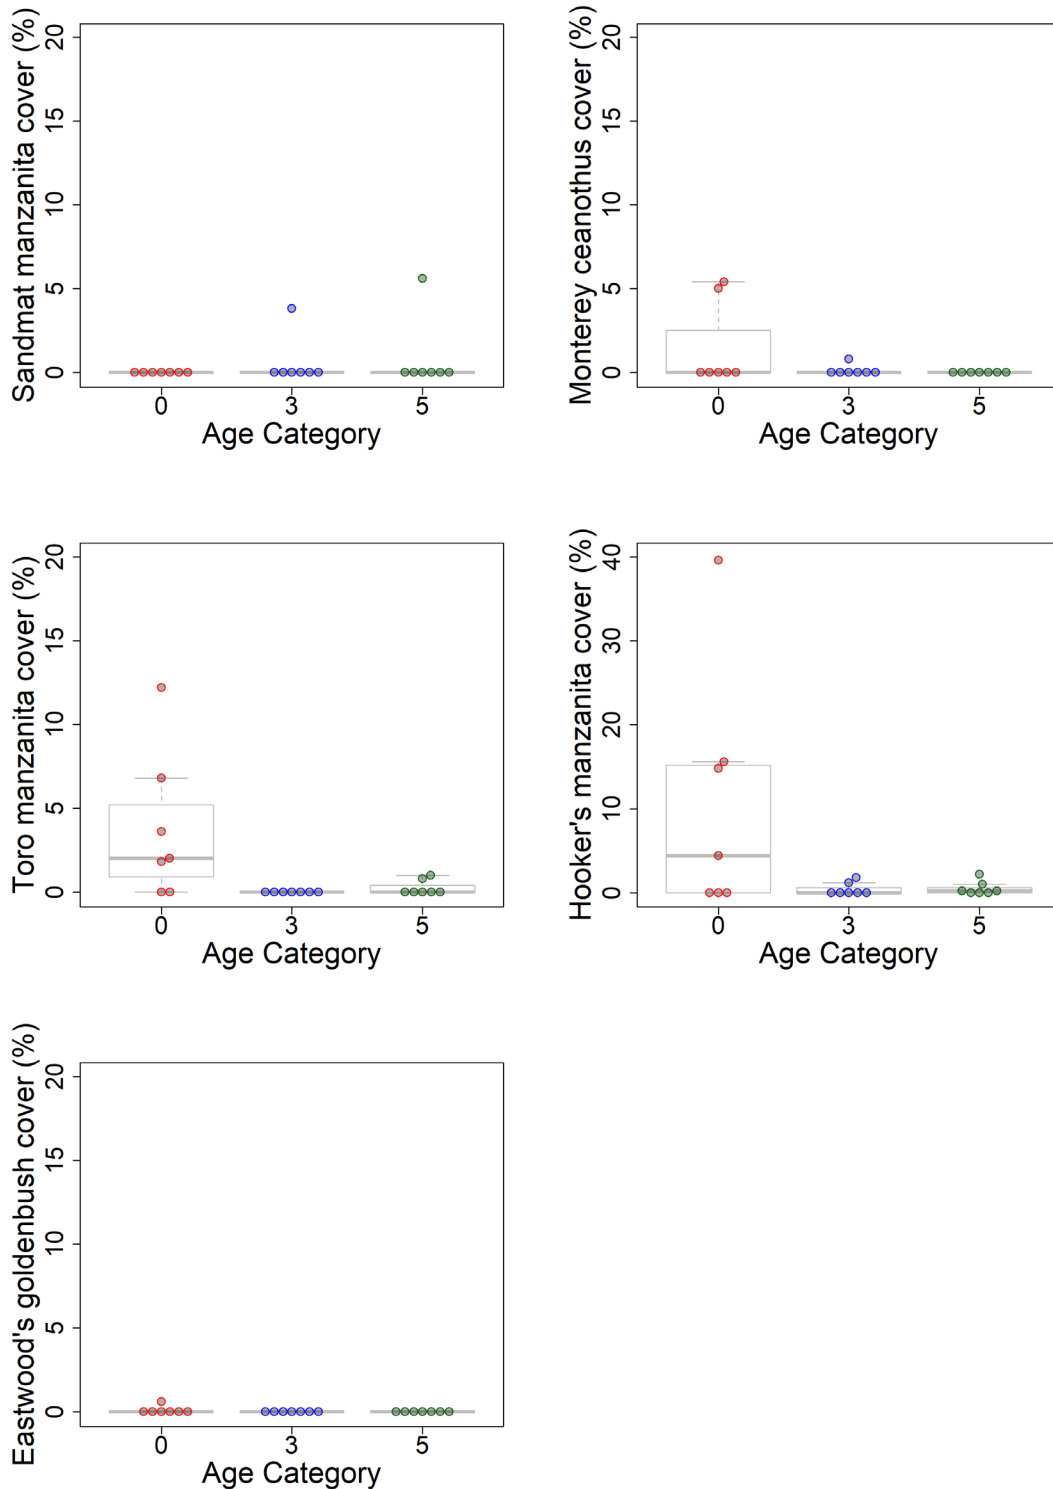 Sandmat manzanita cover (%)
20
15
10
5
0
0 3 5
Age Category
Monterey ceanothus cover (%)
20
15
10
5
0
0 3 5
Age Category
Toro manzanita cover (%)
20
15
10
5
0
0 3 5
Age Category
Hooker's manzanita cover (%)
40
30
20
10
0
0 3 5
Age Category
Eastwood's goldenbush cover (%)
20
15
10
5
0
0 3 5
Age Category